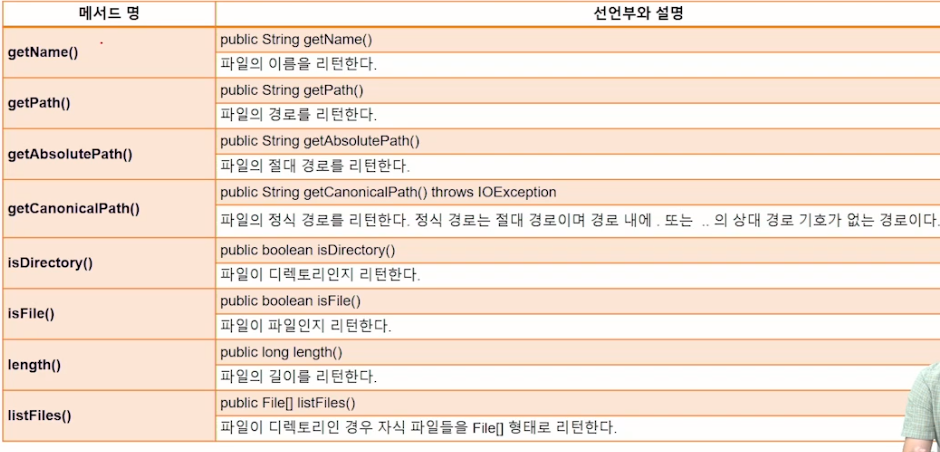 메서드 명 선언부와 설명
getName()
public String getName()
파일의 이름을 리턴한다.
getPath()
public String getPath()
파일의 경로를 리턴한다.
getAbsolutePath()
public String getAbsolutePath()
파일의 절대 경로를 리턴한다.
getCanonicalPath()
public String getCanonicalPath() throws IOException
파일의 정식 경로를 리턴한다. 정식 경로는 절대 경로이며 경로 내에 . 또는 .. 의 상대 경로 기호가 없는 경로이다.
isDirectory()
public boolean isDirectory()
파일이 디렉토리인지 리턴한다.
isFile()
public boolean isFile()
파일이 파일인지 리턴한다.
length()
public long length()
파일의 길이를 리턴한다.
listFiles()
public File[] listFiles()
파일이 디렉토리인 경우 자식 파일들을 File[] 형태로 리턴한다.